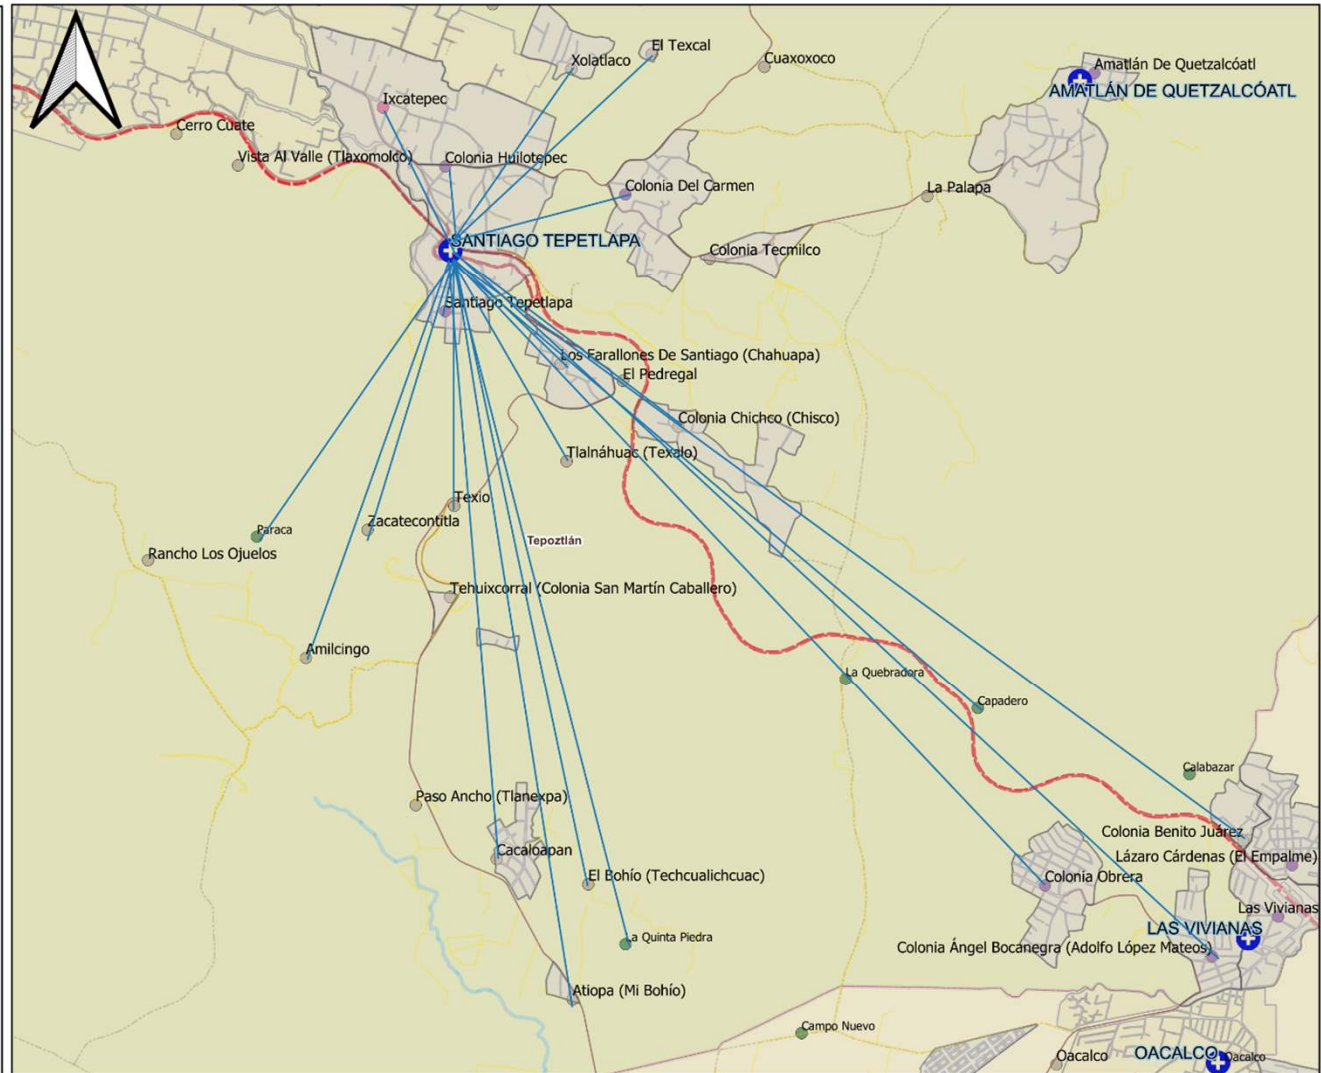 El Texcal
Xolatlaco
Cuaxoxoco
Amatlán De Quetzalcóatl
AMATLÁN DE QUETZALCÓATL
Ixcatepec
Cerro Cuate
Vista Al Valle (Tlaxomolco)
Colonia Huilotepec
Colonia Del Carmen
La Palapa
SANTIAGO TEPETLAPA
Colonia Tecmilco
Santiago Tepetlapa
Los Farallones De Santiago (Chahuapa)
El Pedregal
Colonia Chichco (Chisco)
Tlalnáhuac (Texalo)
Texio
Zacatecontitla
Paraca
Tepoztlán
Rancho Los Ojuelos
Tehuixcorral (Colonia San Martín Caballero)
Amilcingo
La Quebradora
Capadero
Calabazar
Paso Ancho (Tlanexpa)
Colonia Benito Juárez
Cacaloapan
Lázaro Cárdenas (El Empalme)
El Bohío (Techcualichcuac)
Colonia Obrera
Las Vivianas
LAS VIVIANAS
La Quinta Piedra
Colonia Ángel Bocanegra (Adolfo López Mateos)
Atiopa (Mi Bohío)
Campo Nuevo
Oacalco
OACALCO
Oacalco